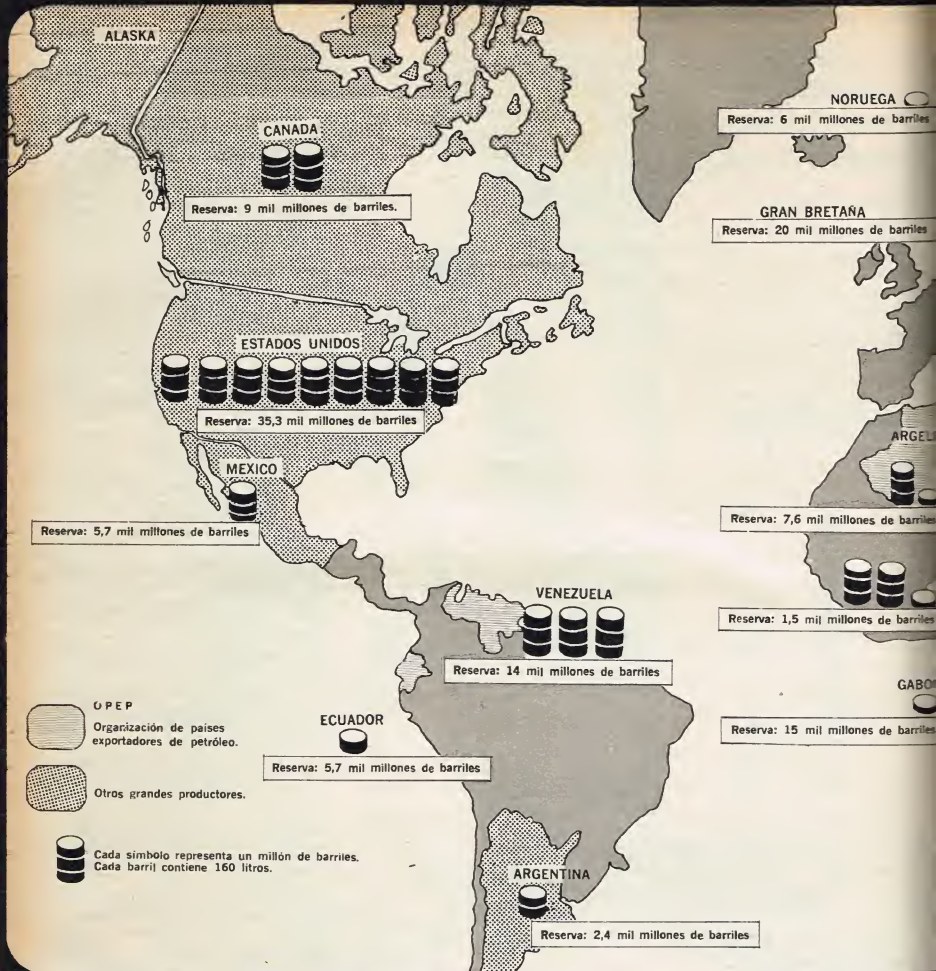 ALASKA
CANADA
Reserva: 9 mil millones de barriles.
NORUEGA
Reserva: 6 mil millones de barriles
GRAN BRETAÑA
Reserva: 20 mil millones de barriles
ESTADOS UNIDOS
Reserva: 35,3 mil millones de barriles
MEXICO
Reserva: 5,7 mil millones de barriles
ARGEL
Reserva: 7,6 mil millones de barriles
Reserva: 1,5 mil millones de barriles
VENEZUELA
Reserva: 14 mil millones de barriles
GABO
Reserva: 15 mil millones de barriles
ECUADOR
Reserva: 5,7 mil millones de barriles
OPEP
Organización de países
exportadores de petróleo.
Otros grandes productores.
Cada símbolo representa un millón de barriles.
Cada barril contiene 160 litros.
ARGENTINA
Reserva: 2,4 mil millones de barriles